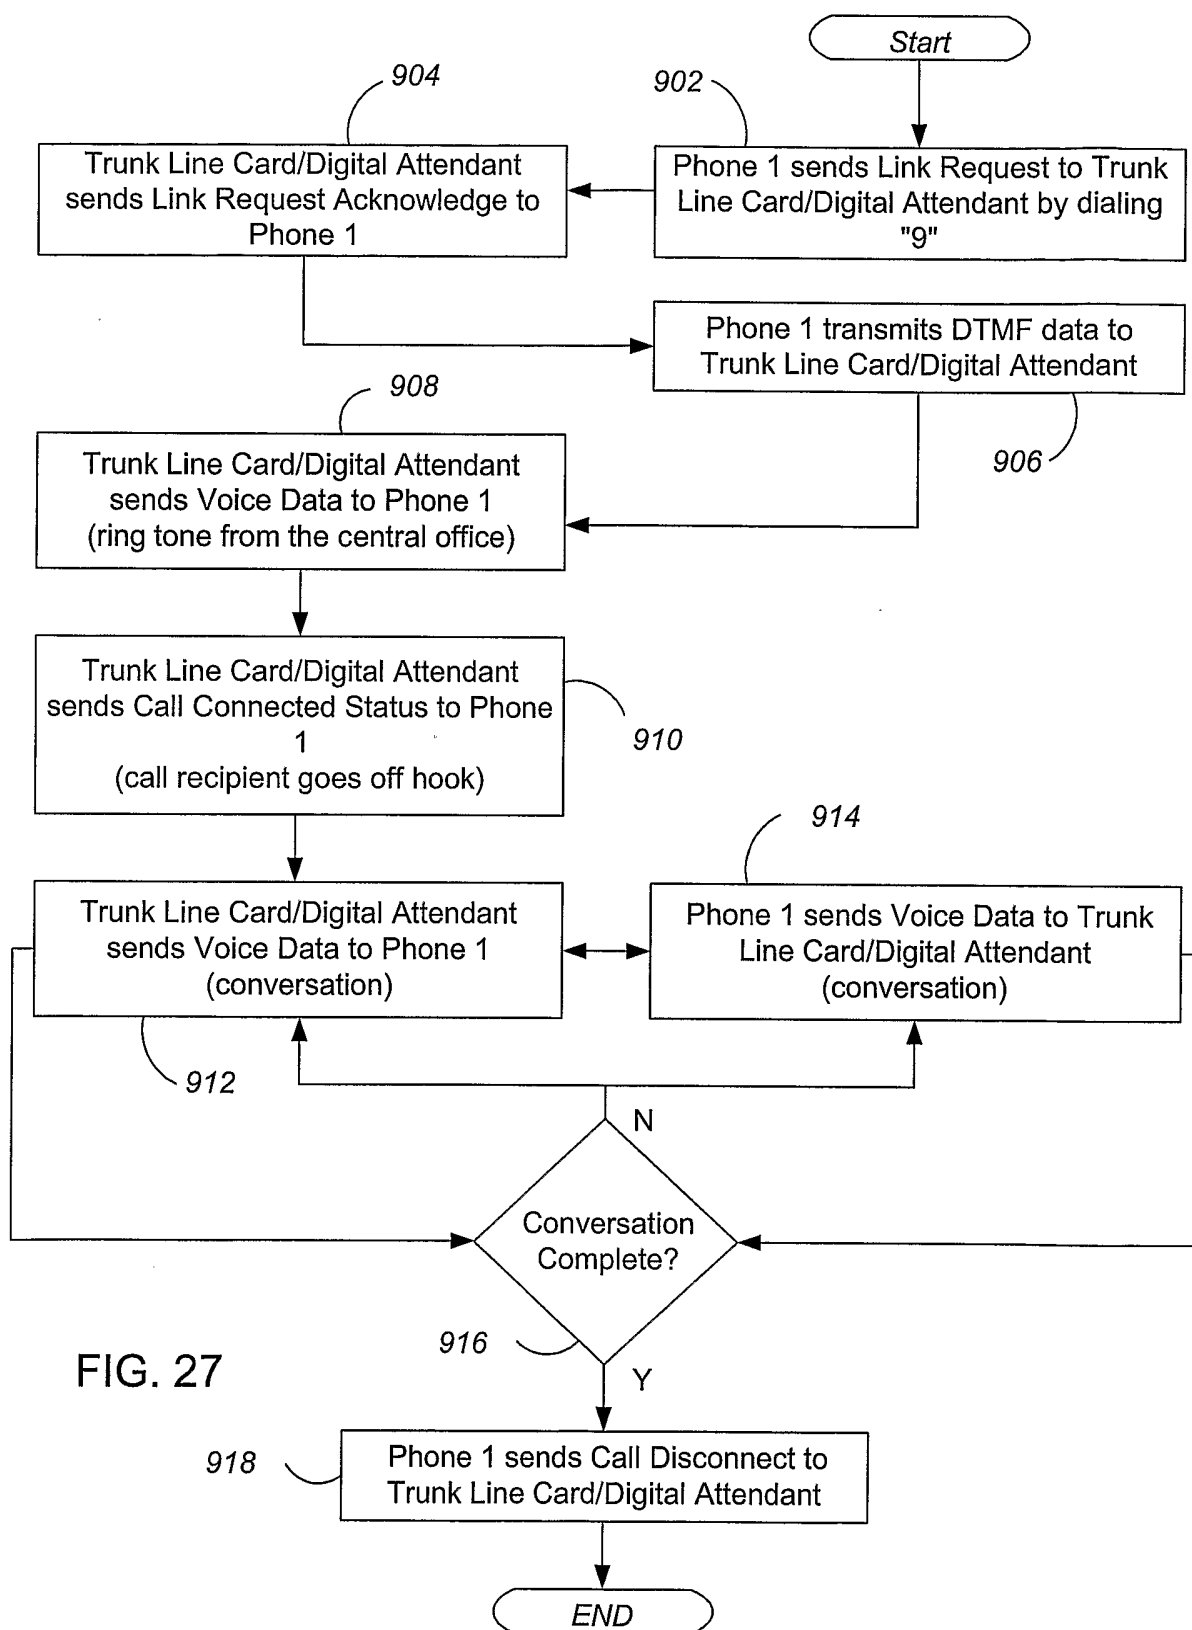 Start
902
Phone 1 sends Link Request to Trunk
Line Card/Digital Attendant by dialing
"9"
904
Trunk Line Card/Digital Attendant
sends Link Request Acknowledge to
Phone 1
Phone 1 transmits DTMF data to
Trunk Line Card/Digital Attendant
906
908
Trunk Line Card/Digital Attendant
sends Voice Data to Phone 1
(ring tone from the central office)
Trunk Line Card/Digital Attendant
sends Call Connected Status to Phone
1
(call recipient goes off hook)
910
Trunk Line Card/Digital Attendant
sends Voice Data to Phone 1
(conversation)
912
914
Phone 1 sends Voice Data to Trunk
Line Card/Digital Attendant
(conversation)
N
Conversation
Complete?
916
Y
FIG. 27
918
Phone 1 sends Call Disconnect to
Trunk Line Card/Digital Attendant
END